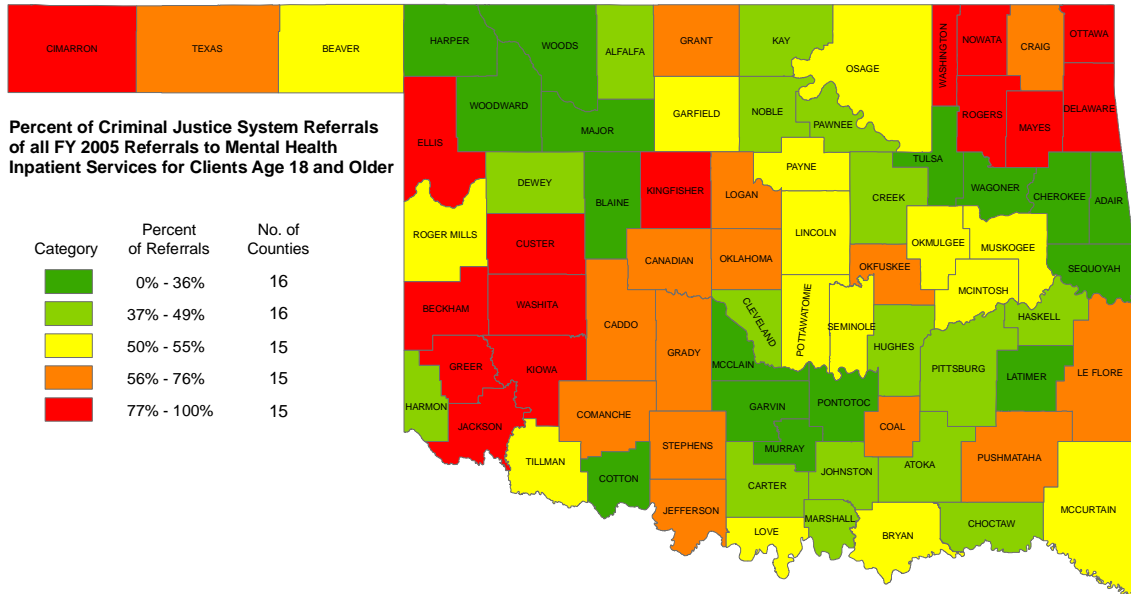 CIMARRON
TEXAS
BEAVER
HARPER
WOODS
ALFALFA
GRANT
KAY
OSAGE
WASHINGTON
NOWATA
CRAIG
OTTAWA
Percent of Criminal Justice System Referrals
of all FY 2005 Referrals to Mental Health
Inpatient Services for Clients Age 18 and Older
ELLIS
WOODWARD
MAJOR
GARFIELD
NOBLE
PAWNEE
ROGERS
MAYES
DELAWARE
DEWEY
BLAINE
KINGFISHER
LOGAN
PAYNE
CREEK
TULSA
WAGONER
CHEROKEE
ADAIR
Category
Percent
of Referrals
No. of
Counties
0% - 36% 16
37% - 49% 16
50% - 55% 15
56% - 76% 15
77% - 100% 15
ROGER MILLS
CUSTER
CANADIAN
OKLAHOMA
LINCOLN
OKFUSKEE
OKMULGEE
MUSKOGEE
MCINTOSH
SEQUOYAH
BECKHAM
WASHITA
CADDO
GRADY
CLEVELAND
POTTAWATOMIE
SEMINOLE
HUGHES
PITTSBURG
HASKELL
LATIMER
LE FLORE
GREER
KIOWA
MCCLAIN
HARMON
JACKSON
COMANCHE
STEPHENS
GARVIN
PONTOTOC
COAL
MURRAY
TILLMAN
COTTON
JEFFERSON
CARTER
JOHNSTON
ATOKA
PUSHMATAHA
MCCURTAIN
LOVE
MARSHALL
BRYAN
CHOCTAW